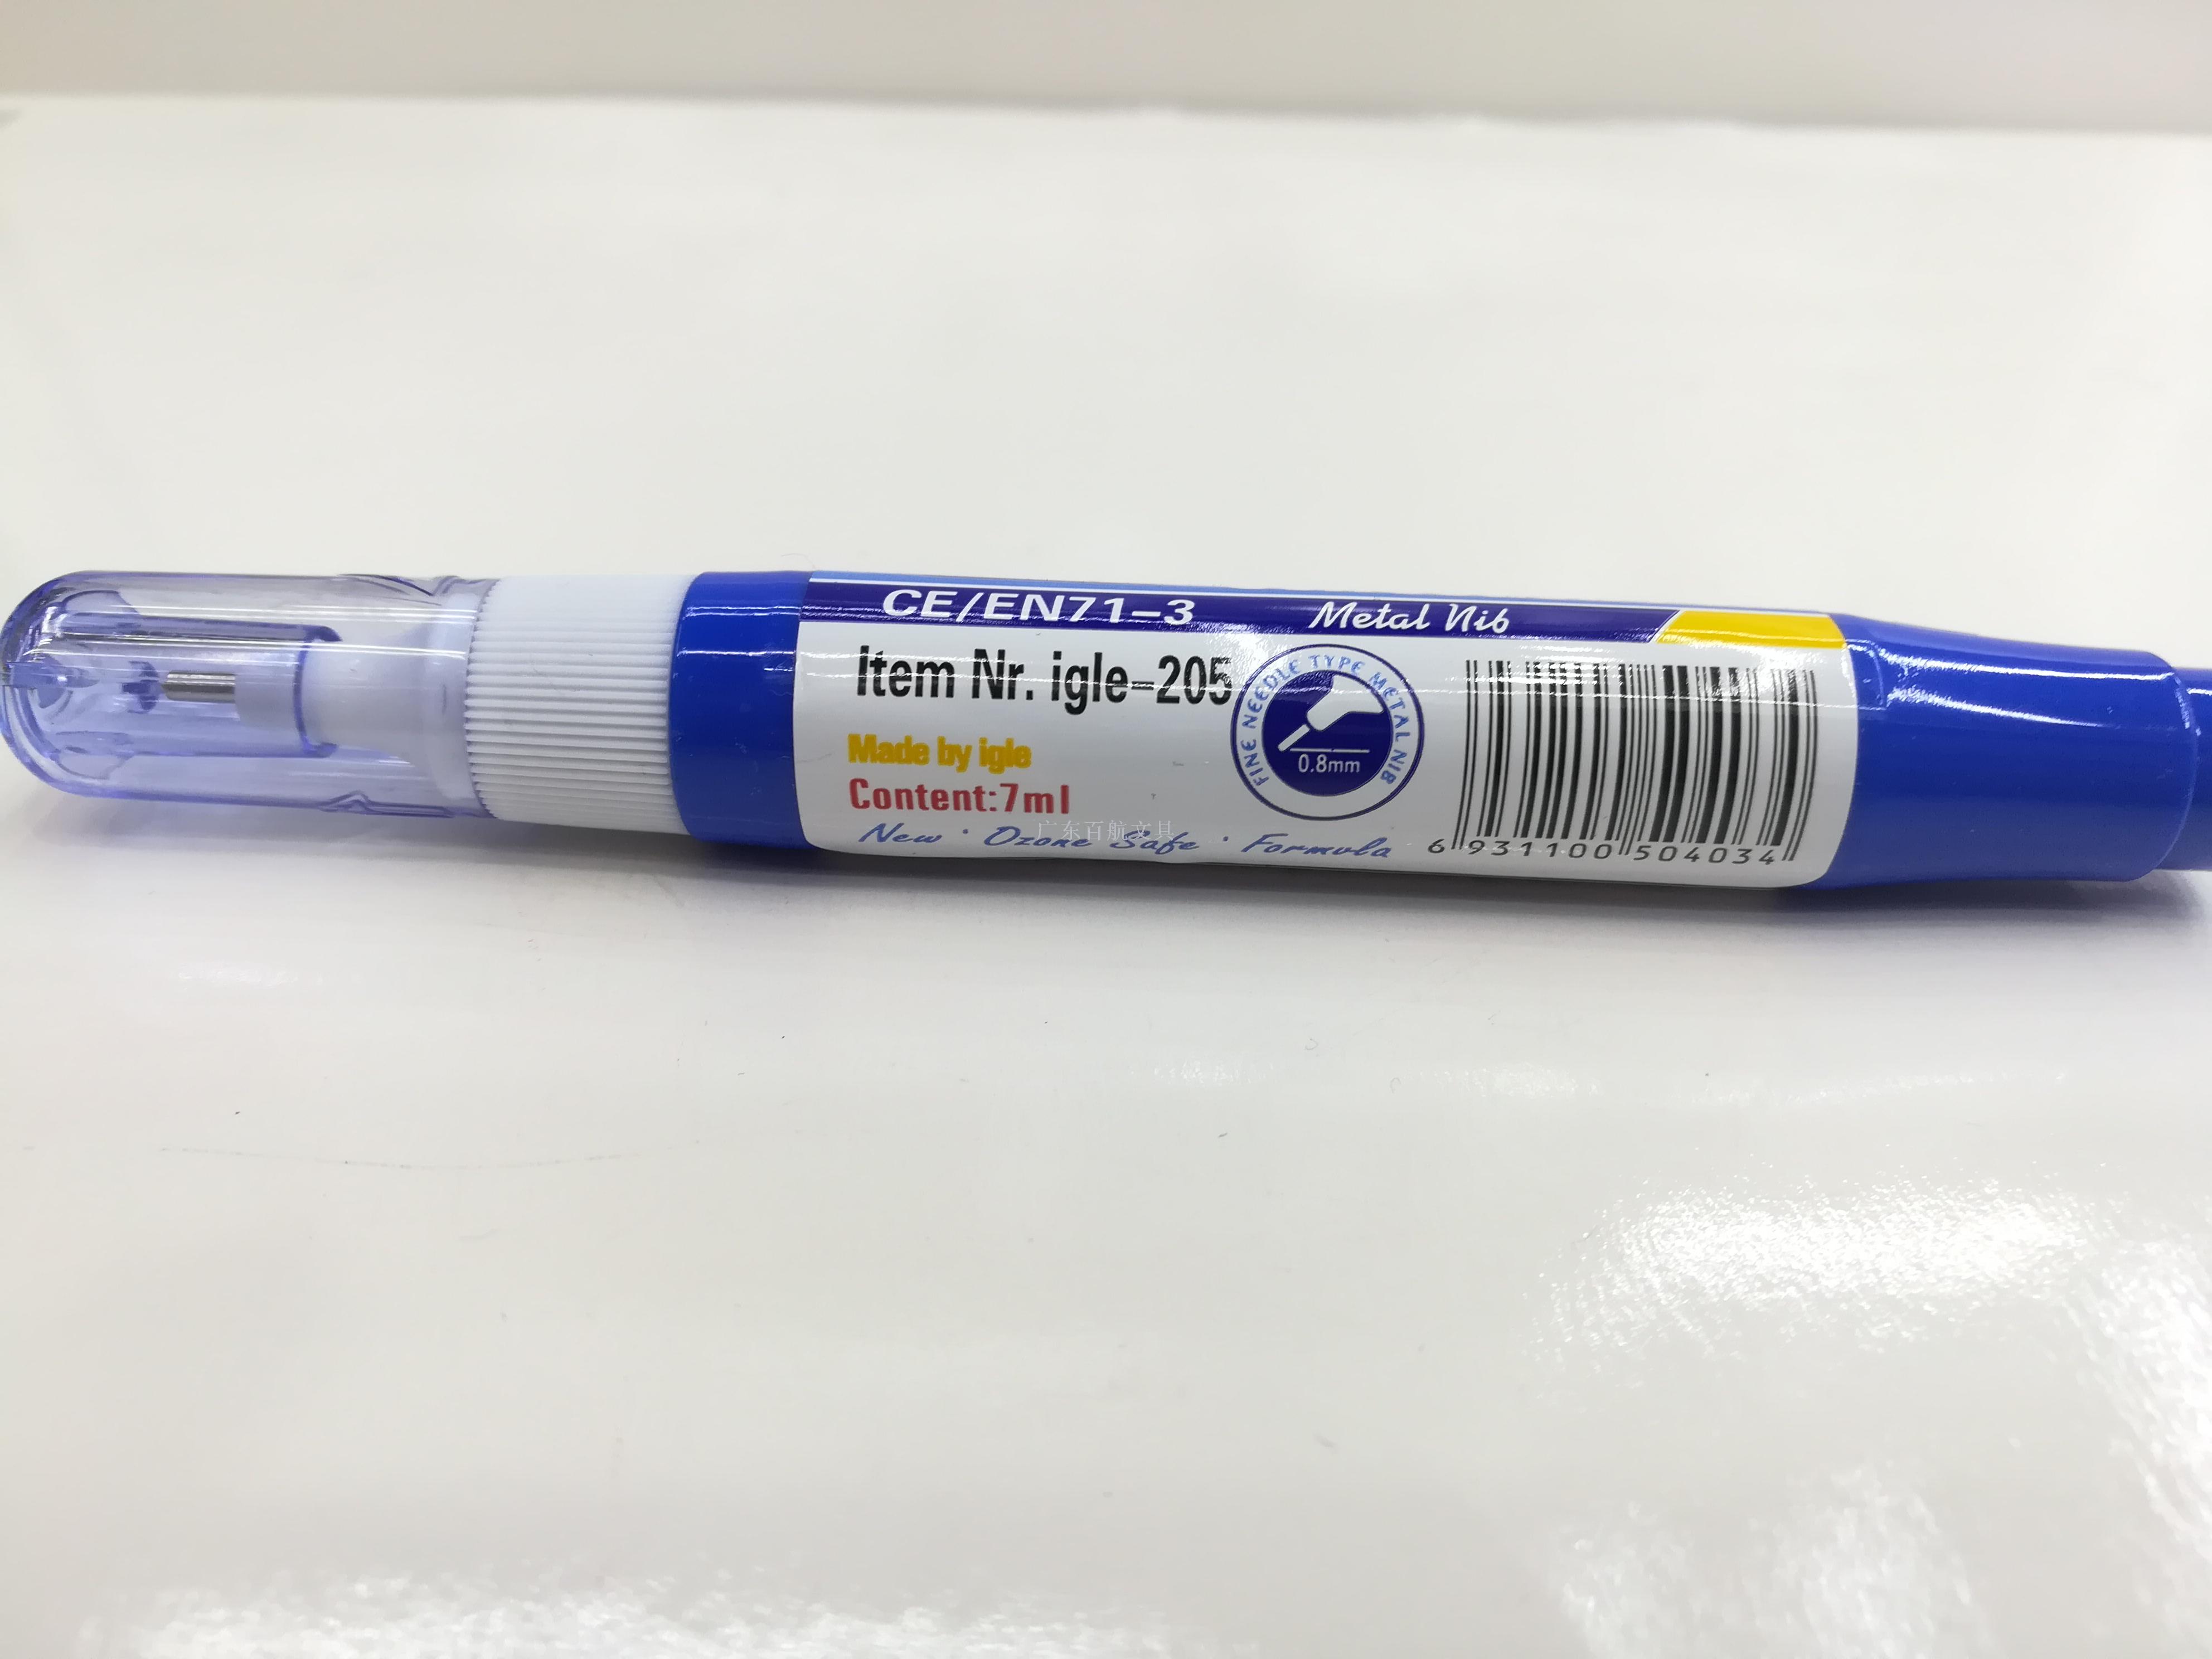 CE/EN71-3 Metal Nib
Item Nr. igle-205
FINE NEEDLE TYPE METAL NIB
0.8mm
Made by igle
Content:7ml
广东百航文具
New · Ozone Safe · Formula
6 931100 504034